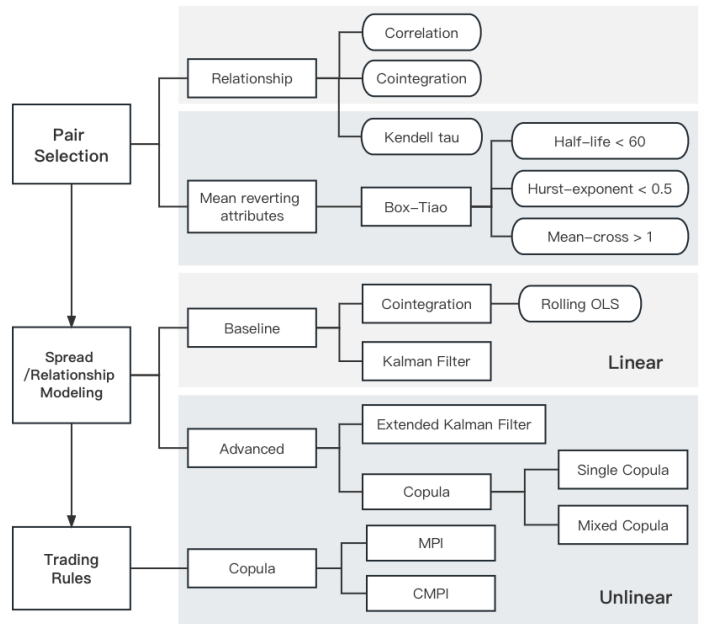 Pair
Selection
Relationship
Correlation
Cointegration
Kendell tau
Mean reverting
attributes
Box–Tiao
Half–life < 60
Hurst–exponent < 0.5
Mean–cross > 1
Spread
/Relationship
Modeling
Baseline
Cointegration
Rolling OLS
Kalman Filter
Linear
Advanced
Extended Kalman Filter
Copula
Single Copula
Mixed Copula
Trading
Rules
Copula
MPI
CMPI
Unlinear